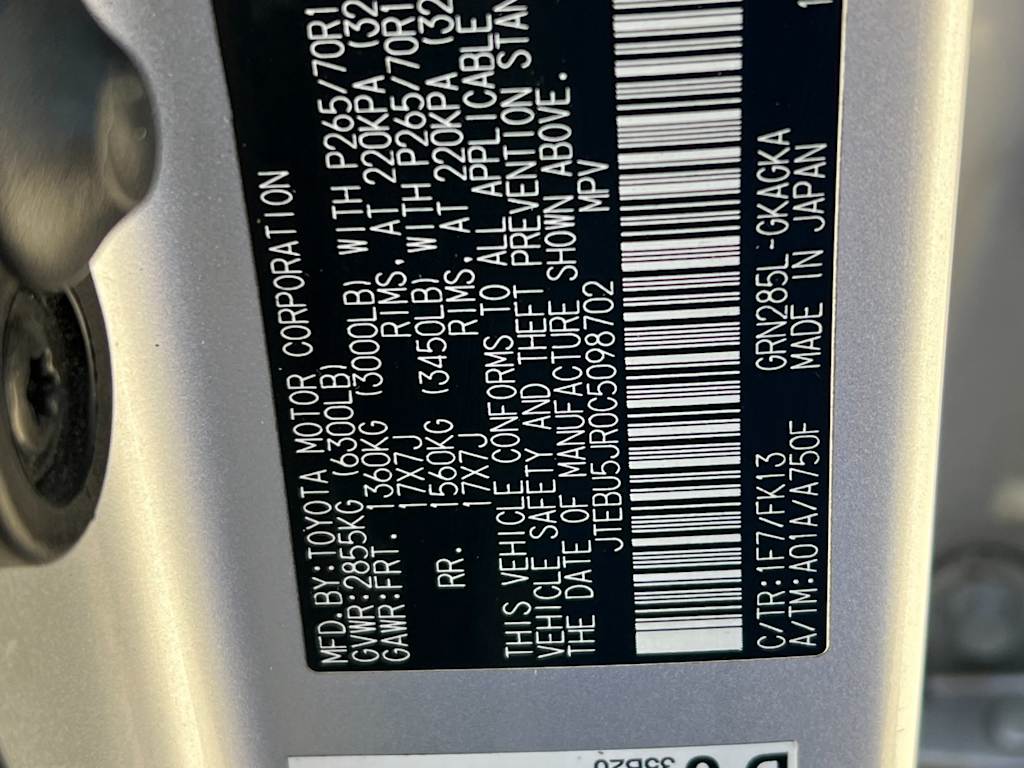 MFD.BY:TOYOTA MOTOR CORPORATION
GVWR:2855KG (6300LB)
GAWR:FRT. 1360KG (3000LB) WITH P265/70R1
17X7J RIMS, AT 220KPA (32
RR. 1560KG (3450LB) WITH P265/70R1
17X7J RIMS, AT 220KPA (32
THIS VEHICLE CONFORMS TO ALL APPLICABLE
VEHICLE SAFETY AND THEFT PREVENTION STAN
THE DATE OF MANUFACTURE SHOWN ABOVE.
JTEBU5JR0C5098702 MPV
C/TR:1F7/FK13 GRN285L-GKAGKA
A/TM:A01A/A750F MADE IN JAPAN